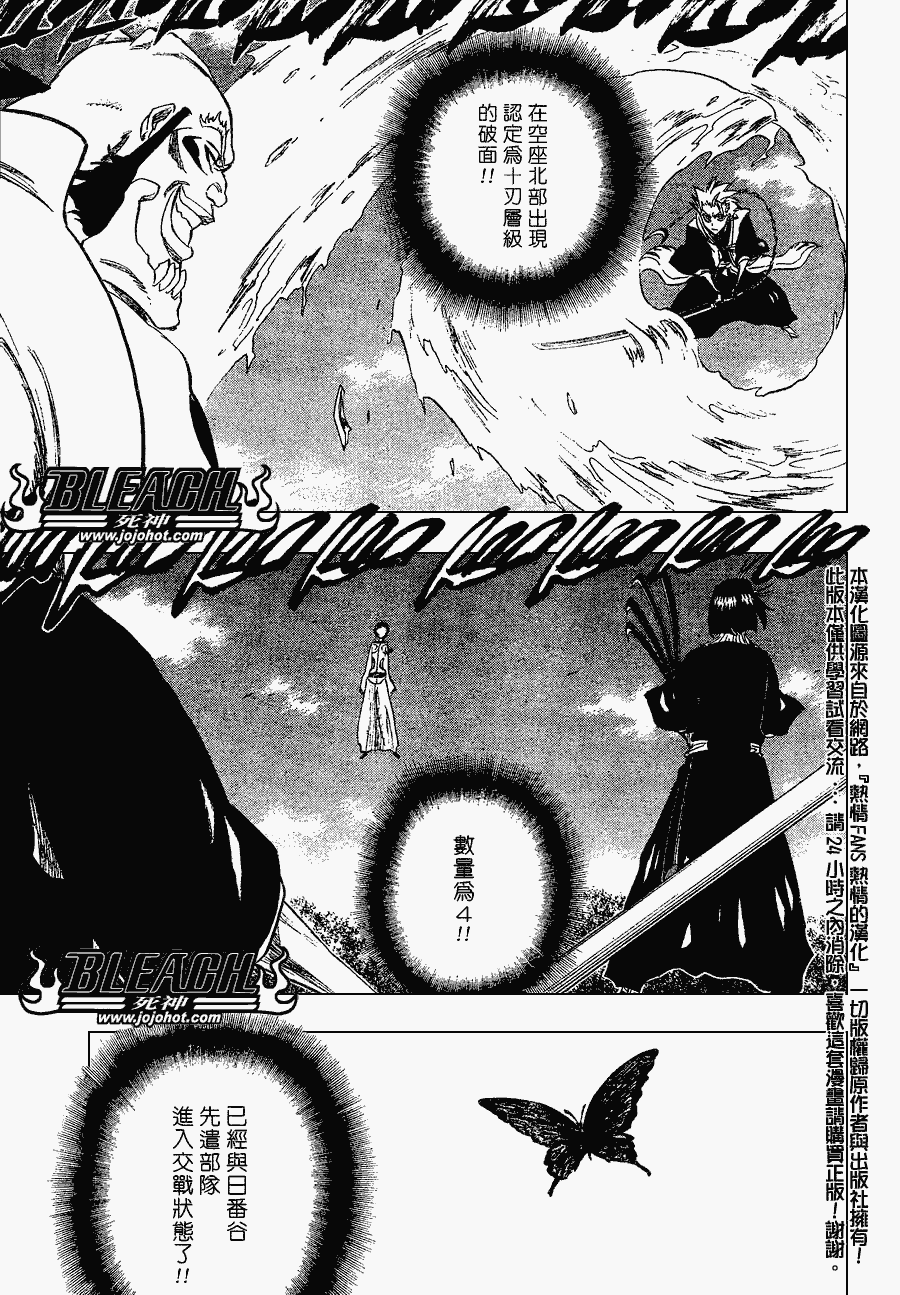 在空座北部出現
認定為十刃層級
的破面!!
BLEACH
死神
www.jojohot.com
數量為4!!
BLEACH
死神
www.jojohot.com
已經與日番谷
先遣部隊
進入交戰狀態了!!
本漢化圖源來自於網路，『熱情FANS 熱情的漢化』一切版權歸原作者與出版社擁有！
此版本僅供學習試看交流… 請24小時之內消除。喜歡這套漫畫請購買正版！謝謝。